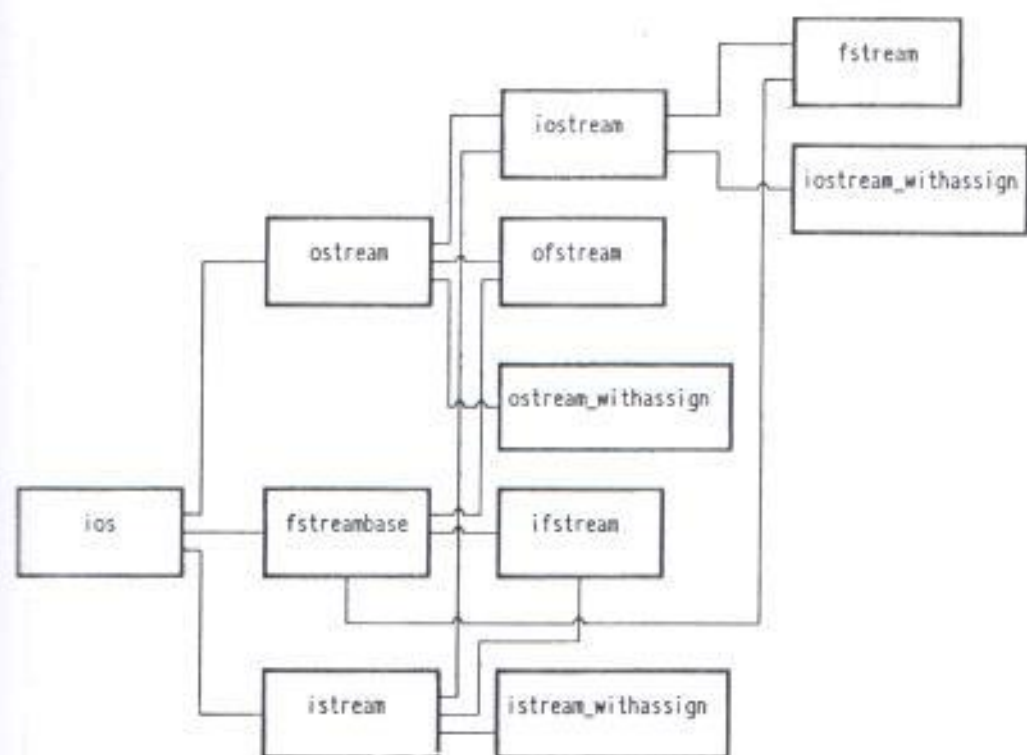 fstream
iostream
iostream_withassign
ostream
ofstream
ostream_withassign
ios
fstreambase
ifstream
istream
istream_withassign